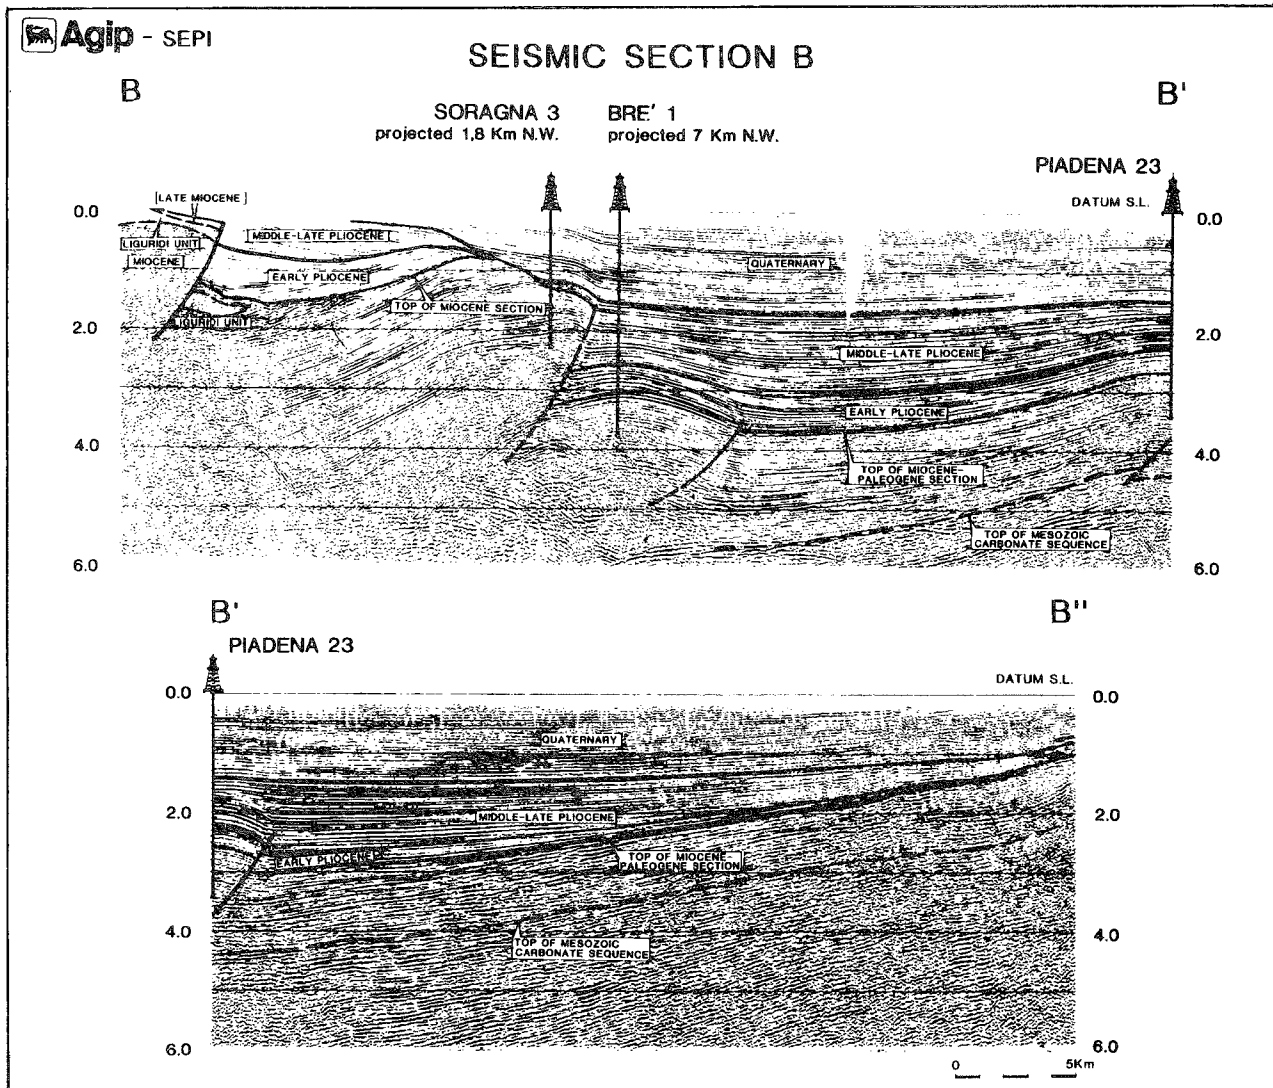 Agip - SEPI
SEISMIC SECTION B
B
B'
SORAGNA 3
projected 1,8 Km N.W.
BRE' 1
projected 7 Km N.W.
PIADENA 23
DATUM S.L.
LATE MIOCENE
0.0
0.0
LIGURIDI UNIT
MIDDLE-LATE PLIOCENE
MIOCENE
EARLY PLIOCENE
QUATERNARY
TOP OF MIOCENE SECTION
LIGURIDI UNIT
2.0
2.0
MIDDLE-LATE PLIOCENE
EARLY PLIOCENE
4.0
4.0
TOP OF MIOCENE-
PALEOGENE SECTION
TOP OF MESOZOIC
CARBONATE SEQUENCE
6.0
6.0
B'
B''
PIADENA 23
DATUM S.L.
0.0
0.0
QUATERNARY
2.0
2.0
MIDDLE-LATE PLIOCENE
EARLY PLIOCENE
TOP OF MIOCENE-
PALEOGENE SECTION
4.0
4.0
TOP OF MESOZOIC
CARBONATE SEQUENCE
6.0
6.0
0 5Km